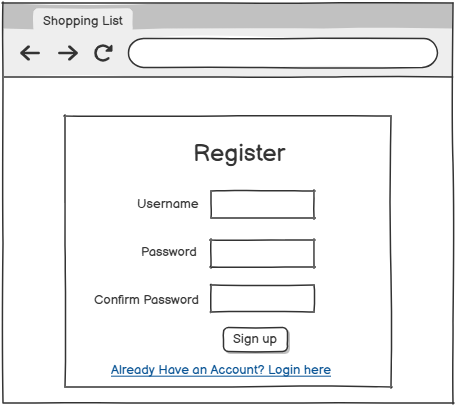 Shopping List
Register
Username
Password
Confirm Password
Sign up
Already Have an Account? Login here